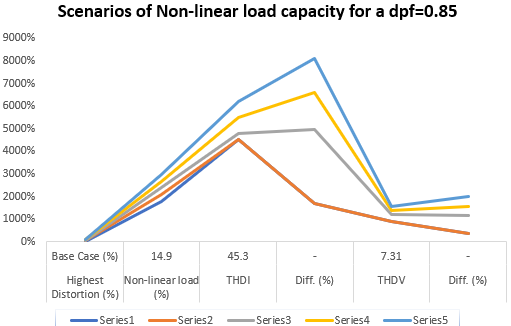 Scenarios of Non-linear load capacity for a dpf=0.85
9000%
8000%
7000%
6000%
5000%
4000%
3000%
2000%
1000%
0%
Base Case (%) 14.9 45.3 - 7.31 -
Highest Non-linear load THDI Diff. (%) THDV Diff. (%)
Distortion (%) (%)
Series1 Series2 Series3 Series4 Series5